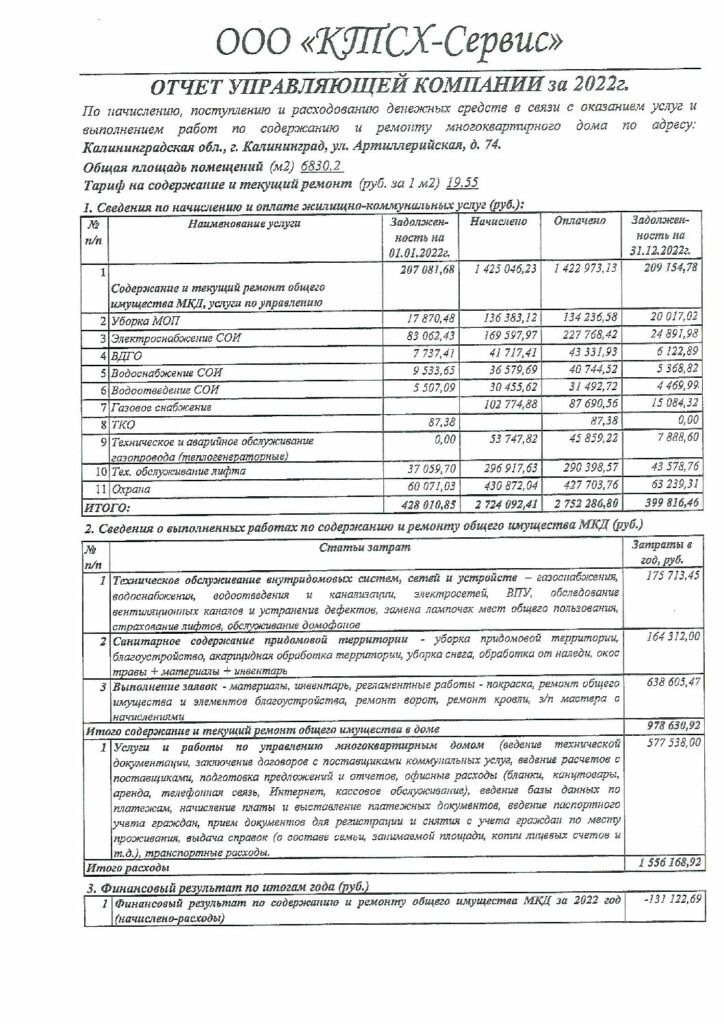 ООО «КТСХ-Сервис»
ОТЧЕТ УПРАВЛЯЮЩЕЙ КОМПАНИИ за 2022г.
По начислению, поступлению и расходованию денежных средств в связи с оказанием услуг и
выполнением работ по содержанию и ремонту многоквартирного дома по адресу:
Калининградская обл., г. Калининград, ул. Артиллерийская, д. 74.
Общая площадь помещений (м2) 6830.2
Тариф на содержание и текущий ремонт (руб. за 1 м2) 19.55
1. Сведения по начислению и оплате жилищно-коммунальных услуг (руб.):
№ п/п Наименование услуги Задолжен-ность на 01.01.2022г. Начислено Оплачено Задолжен-ность на 31.12.2022г.
1 Содержание и текущий ремонт общего имущества МКД, услуги по управлению 207 081,68 1 425 046,23 1 422 973,13 209 154,78
2 Уборка МОП 17 870,48 136 383,12 134 236,58 20 017,02
3 Электроснабжение СОИ 83 062,43 169 597,97 227 768,42 24 891,98
4 ВДГО 7 737,41 41 717,41 43 331,93 6 122,89
5 Водоснабжение СОИ 9 533,65 36 579,69 40 744,52 5 368,82
6 Водоотведение СОИ 5 507,09 30 455,62 31 492,72 4 469,99
7 Газовое снабжение 102 774,88 87 690,56 15 084,32
8 ТКО 87,38 87,38 0,00
9 Техническое и аварийное обслуживание газопровода (теплогенераторные) 0,00 53 747,82 45 859,22 7 888,60
10 Тех. обслуживание лифта 37 059,70 296 917,63 290 398,57 43 578,76
11 Охрана 60 071,03 430 872,04 427 703,76 63 239,31
ИТОГО: 428 010,85 2 724 092,41 2 752 286,80 399 816,46
2. Сведения о выполненных работах по содержанию и ремонту общего имущества МКД (руб.)
№ п/п Статьи затрат Затраты в год, руб.
1 Техническое обслуживание внутридомовых систем, сетей и устройств – газоснабжения, 175 713,45
водоснабжения, водоотведения и канализации, электросетей, ВПУ, обследование
вентиляционных каналов и устранение дефектов, замена лампочек мест общего пользования,
страхование лифтов, обслуживание домофонов
2 Санитарное содержание придомовой территории - уборка придомовой территории, 164 312,00
благоустройство, акарицидная обработка территории, уборка снега, обработка от наледи, окос
травы + материалы + инвентарь
3 Выполнение заявок - материалы, инвентарь, регламентные работы - покраска, ремонт общего 638 605,47
имущества и элементов благоустройства, ремонт ворот, ремонт кровли, з/п мастера с
начислениями
Итого содержание и текущий ремонт общего имущества в доме 978 630,92
1 Услуги и работы по управлению многоквартирным домом (ведение технической 577 538,00
документации, заключение договоров с поставщиками коммунальных услуг, ведение расчетов с
поставщиками, подготовка предложений и отчетов, офисные расходы (бланки, канцтовары,
аренда, телефонная связь, Интернет, кассовое обслуживание), ведение базы данных по
платежам, начисление платы и выставление платежных документов, ведение паспортного
учета граждан, прием документов для регистрации и снятия с учета граждан по месту
проживания, выдача справок (о составе семьи, занимаемой площади, копии лицевых счетов и
т.д.), транспортные расходы.
Итого расходы 1 556 168,92
3. Финансовый результат по итогам года (руб.)
1 Финансовый результат по содержанию и ремонту общего имущества МКД за 2022 год -131 122,69
(начислено-расходы)